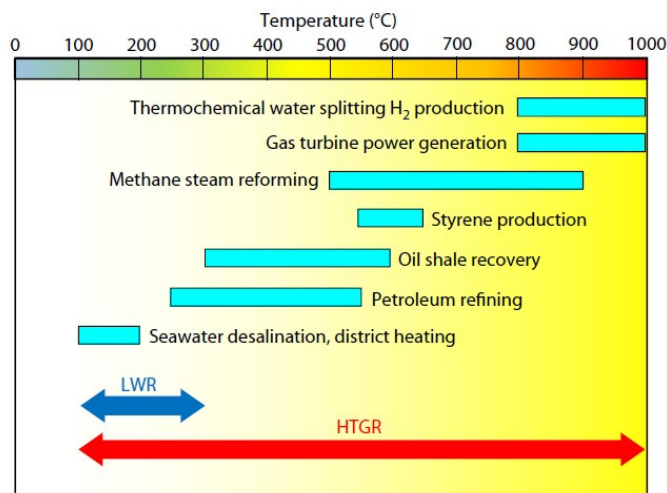 Temperature (°C)
0 100 200 300 400 500 600 700 800 900 1000
Thermochemical water splitting H₂ production
Gas turbine power generation
Methane steam reforming
Styrene production
Oil shale recovery
Petroleum refining
Seawater desalination, district heating
LWR
HTGR